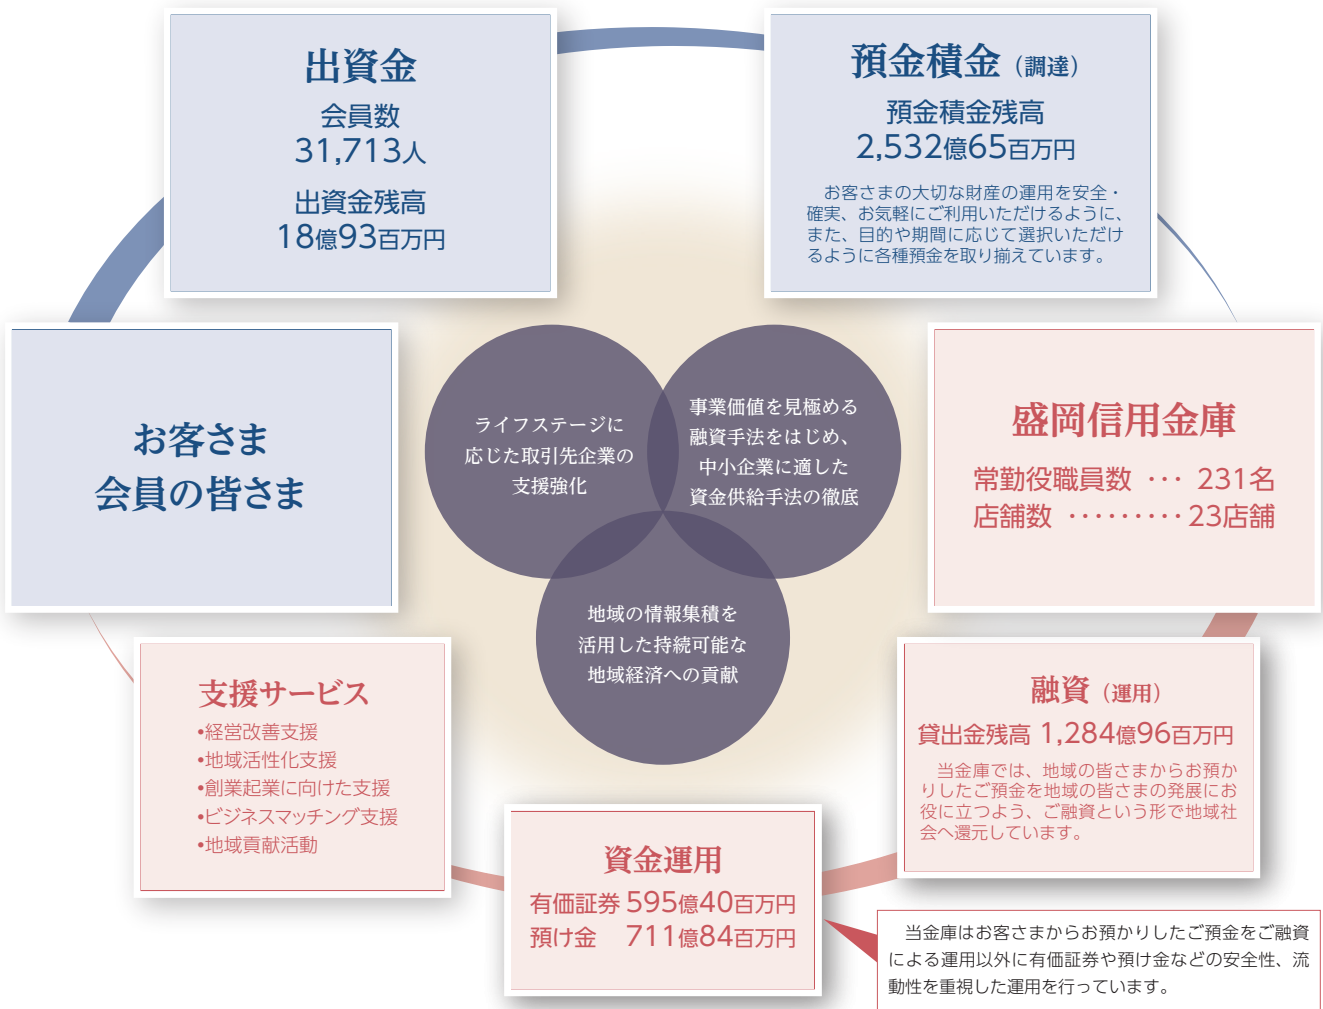 出資金
会員数
31,713人
出資金残高
18億93百万円
預金積金（調達）
預金積金残高
2,532億65百万円
お客さまの大切な財産の運用を安全・
確実、お気軽にご利用いただけるように、
また、目的や期間に応じて選択いただけ
るように各種預金を取り揃えています。
お客さま
会員の皆さま
ライフステージに
応じた取引先企業の
支援強化
事業価値を見極める
融資手法をはじめ、
中小企業に適した
資金供給手法の徹底
地域の情報集積を
活用した持続可能な
地域経済への貢献
盛岡信用金庫
常勤役職員数 … 231名
店舗数 ……… 23店舗
支援サービス
•経営改善支援
•地域活性化支援
•創業起業に向けた支援
•ビジネスマッチング支援
•地域貢献活動
融資（運用）
貸出金残高 1,284億96百万円
当金庫では、地域の皆さまからお預か
りしたご預金を地域の皆さまの発展にお
役に立つよう、ご融資という形で地域社
会へ還元しています。
資金運用
有価証券 595億40百万円
預け金 711億84百万円
当金庫はお客さまからお預かりしたご預金をご融資
による運用以外に有価証券や預け金などの安全性、流
動性を重視した運用を行っています。